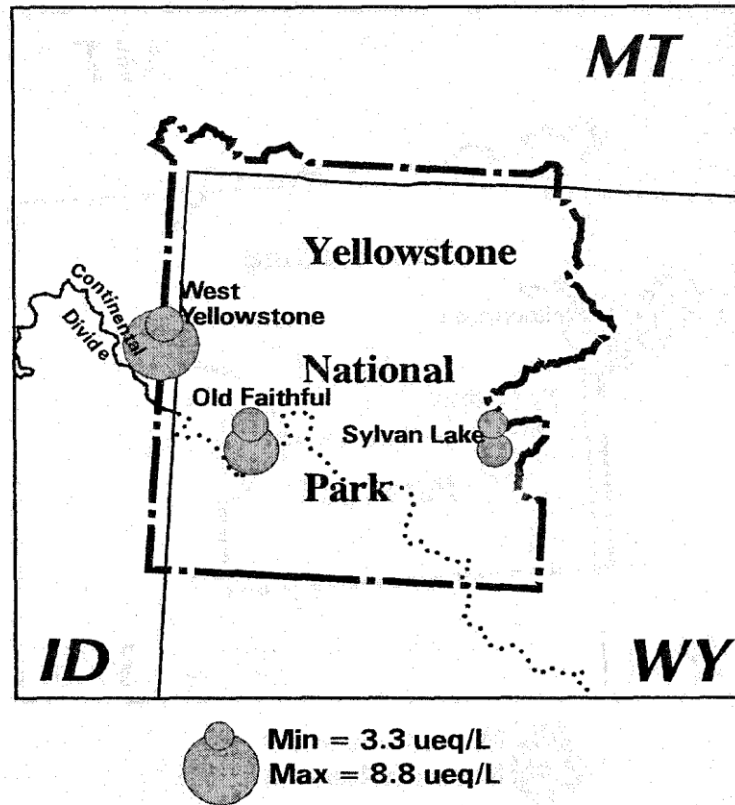 MT
Yellowstone
Continental
Divide
West
Yellowstone
National
Old Faithful
Sylvan Lake
Park
ID
WY
Min = 3.3 ueq/L
Max = 8.8 ueq/L